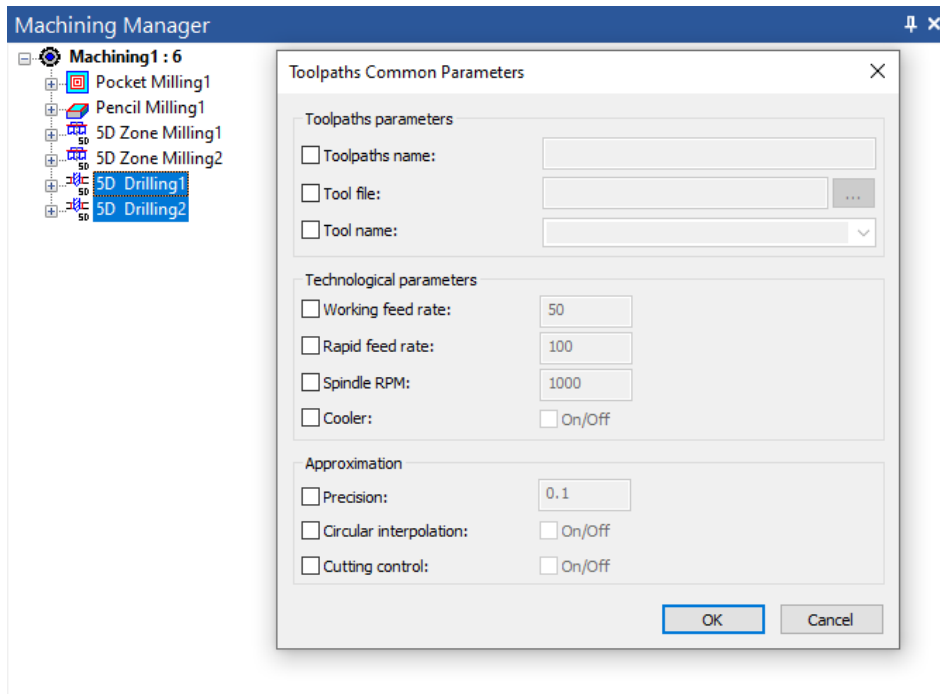 Machining Manager
Machining1 : 6
Pocket Milling1
Pencil Milling1
5D Zone Milling1
5D Zone Milling2
5D Drilling1
5D Drilling2
Toolpaths Common Parameters
Toolpaths parameters
Toolpaths name:
Tool file:
...
Tool name:
Technological parameters
Working feed rate: 50
Rapid feed rate: 100
Spindle RPM: 1000
Cooler: On/Off
Approximation
Precision: 0.1
Circular interpolation: On/Off
Cutting control: On/Off
OK Cancel